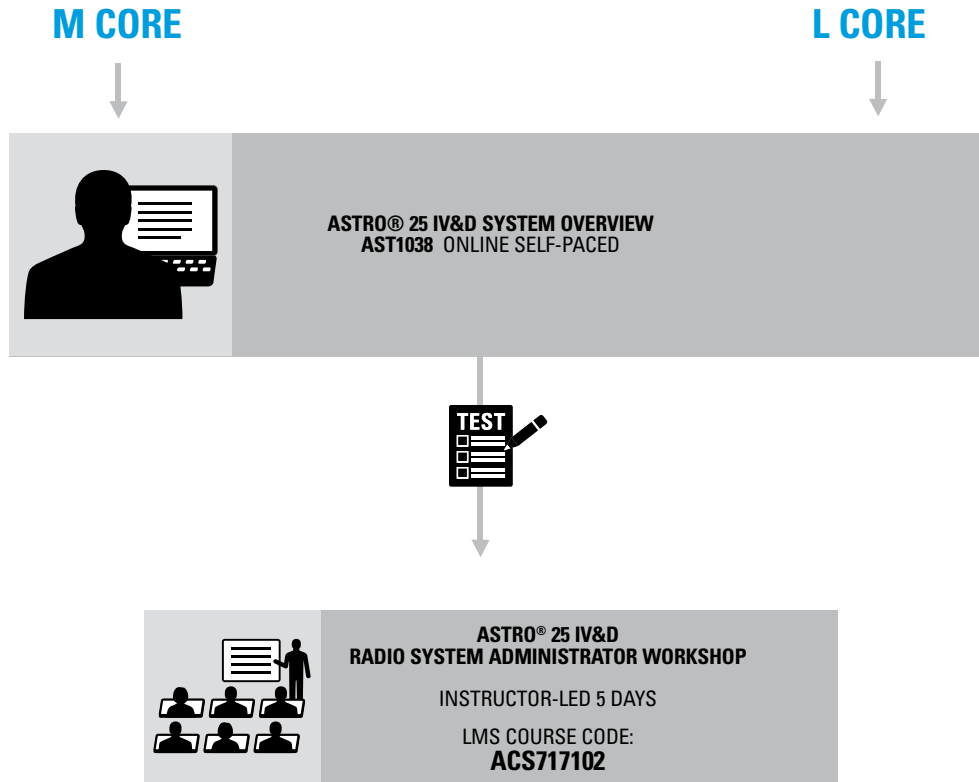 M CORE
L CORE
ASTRO® 25 IV&D SYSTEM OVERVIEW
AST1038 ONLINE SELF-PACED
TEST
ASTRO® 25 IV&D
RADIO SYSTEM ADMINISTRATOR WORKSHOP
INSTRUCTOR-LED 5 DAYS
LMS COURSE CODE:
ACS717102